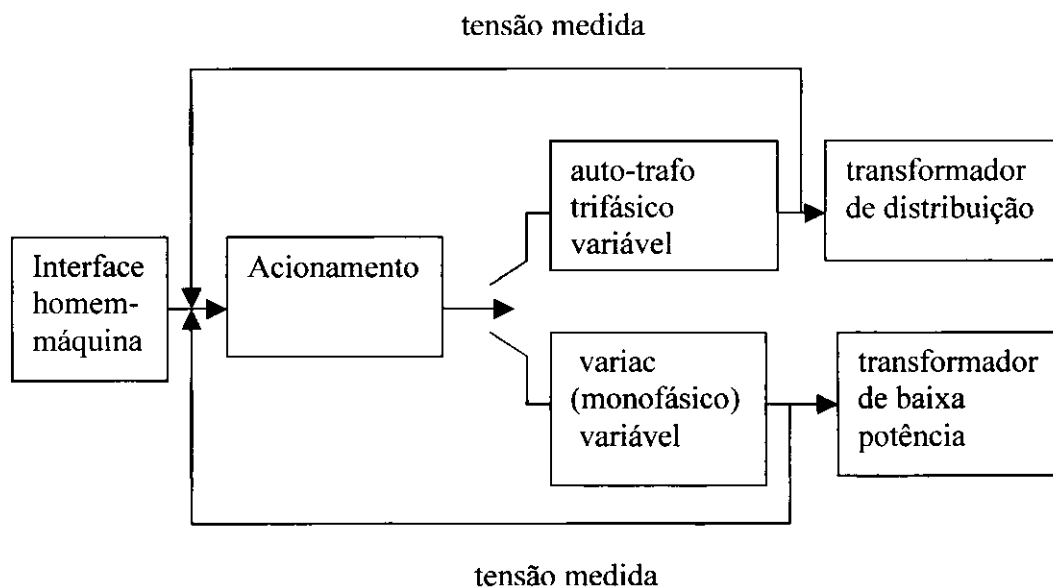 tensão medida
auto-trafo
trifásico
variável
transformador
de distribuição
Interface
homem-
máquina
Acionamento
variac
(monofásico)
variável
transformador
de baixa
potência
tensão medida